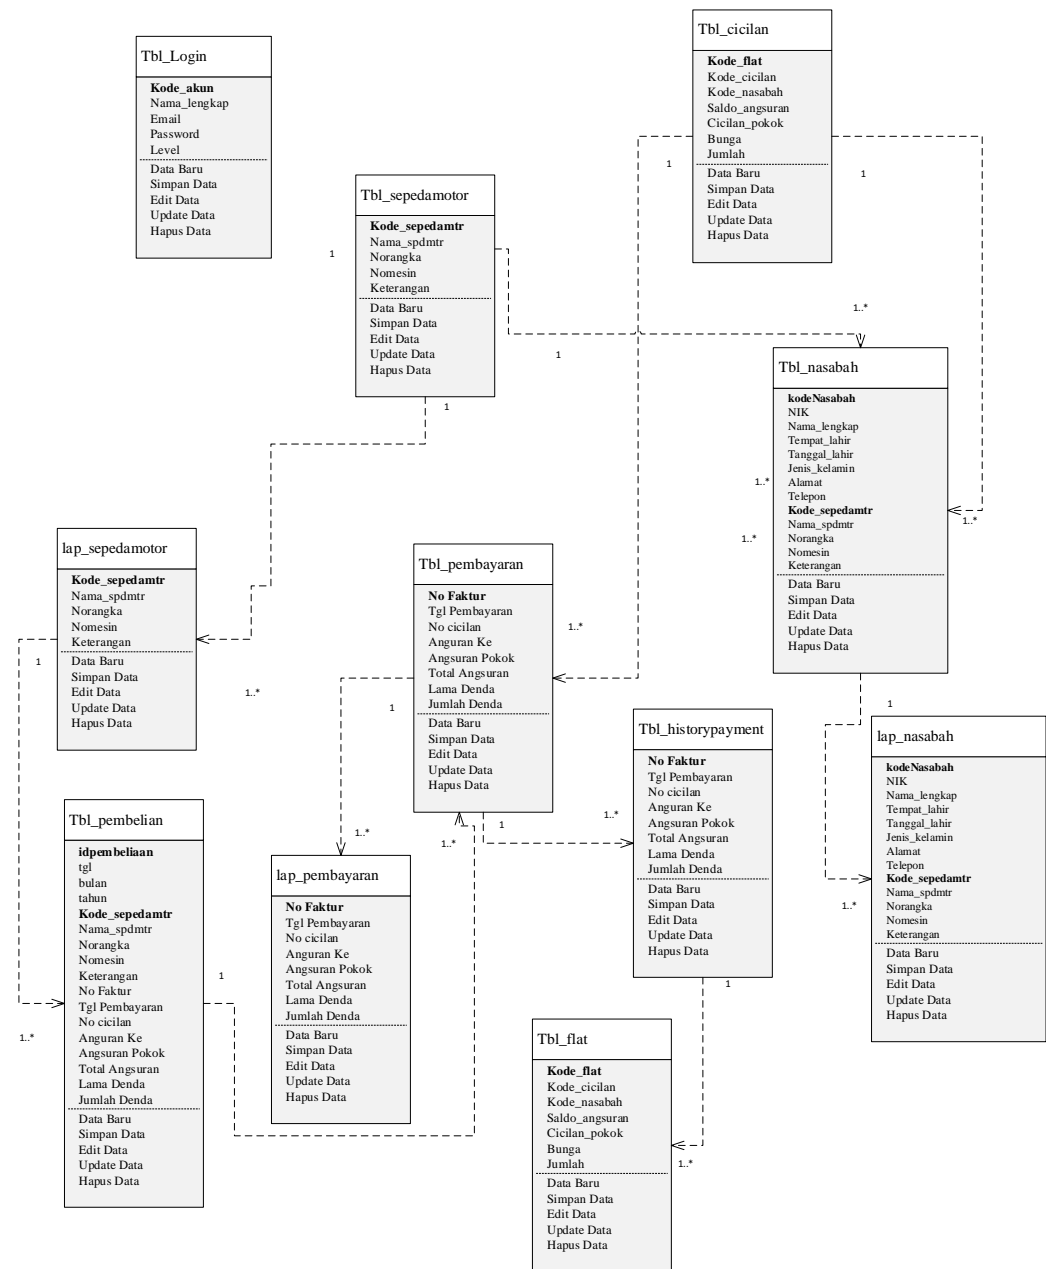 Tbl_Login
Kode_akun
Nama_lengkap
Email
Password
Level
Data Baru
Simpan Data
Edit Data
Update Data
Hapus Data
Tbl_cicilan
Kode_flat
Kode_cicilan
Kode_nasabah
Saldo_angsuran
Cicilan_pokok
Bunga
Jumlah
Data Baru
Simpan Data
Edit Data
Update Data
Hapus Data
1
1
Tbl_sepedamotor
Kode_sepedamtr
Nama_spdmtr
Norangka
Nomesin
Keterangan
Data Baru
Simpan Data
Edit Data
Update Data
Hapus Data
1
1
1
1..*
Tbl_nasabah
kodeNasabah
NIK
Nama_lengkap
Tempat_lahir
Tanggal_lahir
Jenis_kelamin
Alamat
Telepon
Kode_sepedamtr
Nama_spdmtr
Norangka
Nomesin
Keterangan
Data Baru
Simpan Data
Edit Data
Update Data
Hapus Data
1..*
1..*
1..*
1
lap_sepedamotor
Kode_sepedamtr
Nama_spdmtr
Norangka
Nomesin
Keterangan
Data Baru
Simpan Data
Edit Data
Update Data
Hapus Data
1
1..*
Tbl_pembayaran
No Faktur
Tgl Pembayaran
No cicilan
Anguran Ke
Angsuran Pokok
Total Angsuran
Lama Denda
Jumlah Denda
Data Baru
Simpan Data
Edit Data
Update Data
Hapus Data
1..*
1
1
1..*
1..*
1..*
Tbl_historypayment
No Faktur
Tgl Pembayaran
No cicilan
Anguran Ke
Angsuran Pokok
Total Angsuran
Lama Denda
Jumlah Denda
Data Baru
Simpan Data
Edit Data
Update Data
Hapus Data
1
lap_nasabah
kodeNasabah
NIK
Nama_lengkap
Tempat_lahir
Tanggal_lahir
Jenis_kelamin
Alamat
Telepon
Kode_sepedamtr
Nama_spdmtr
Norangka
Nomesin
Keterangan
Data Baru
Simpan Data
Edit Data
Update Data
Hapus Data
1..*
Tbl_pembelian
idpembeliaan
tgl
bulan
tahun
Kode_sepedamtr
Nama_spdmtr
Norangka
Nomesin
Keterangan
No Faktur
Tgl Pembayaran
No cicilan
Anguran Ke
Angsuran Pokok
Total Angsuran
Lama Denda
Jumlah Denda
Data Baru
Simpan Data
Edit Data
Update Data
Hapus Data
1
1..*
lap_pembayaran
No Faktur
Tgl Pembayaran
No cicilan
Anguran Ke
Angsuran Pokok
Total Angsuran
Lama Denda
Jumlah Denda
Data Baru
Simpan Data
Edit Data
Update Data
Hapus Data
Tbl_flat
Kode_flat
Kode_cicilan
Kode_nasabah
Saldo_angsuran
Cicilan_pokok
Bunga
Jumlah
Data Baru
Simpan Data
Edit Data
Update Data
Hapus Data
1..*